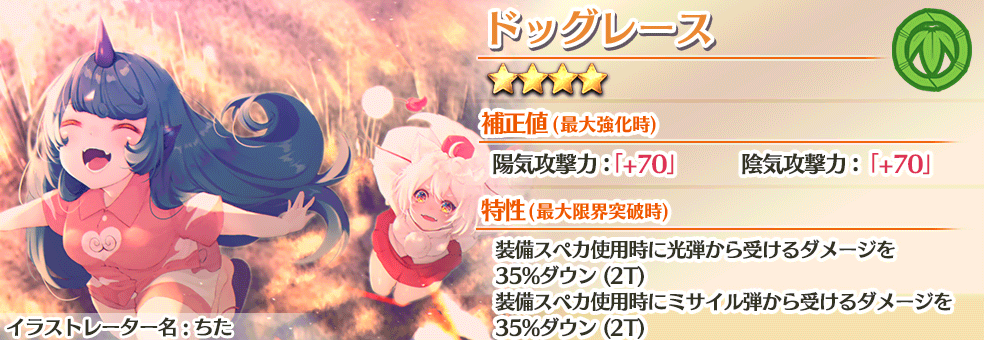 ドッグレース
補正値 (最大強化時)
陽気攻撃力 : 「+70」 陰気攻撃力 : 「+70」
特性 (最大限界突破時)
装備スペカ使用時に光弾から受けるダメージを
35%ダウン (2T)
装備スペカ使用時にミサイル弾から受けるダメージを
35%ダウン (2T)
イラストレーター名 : ちた